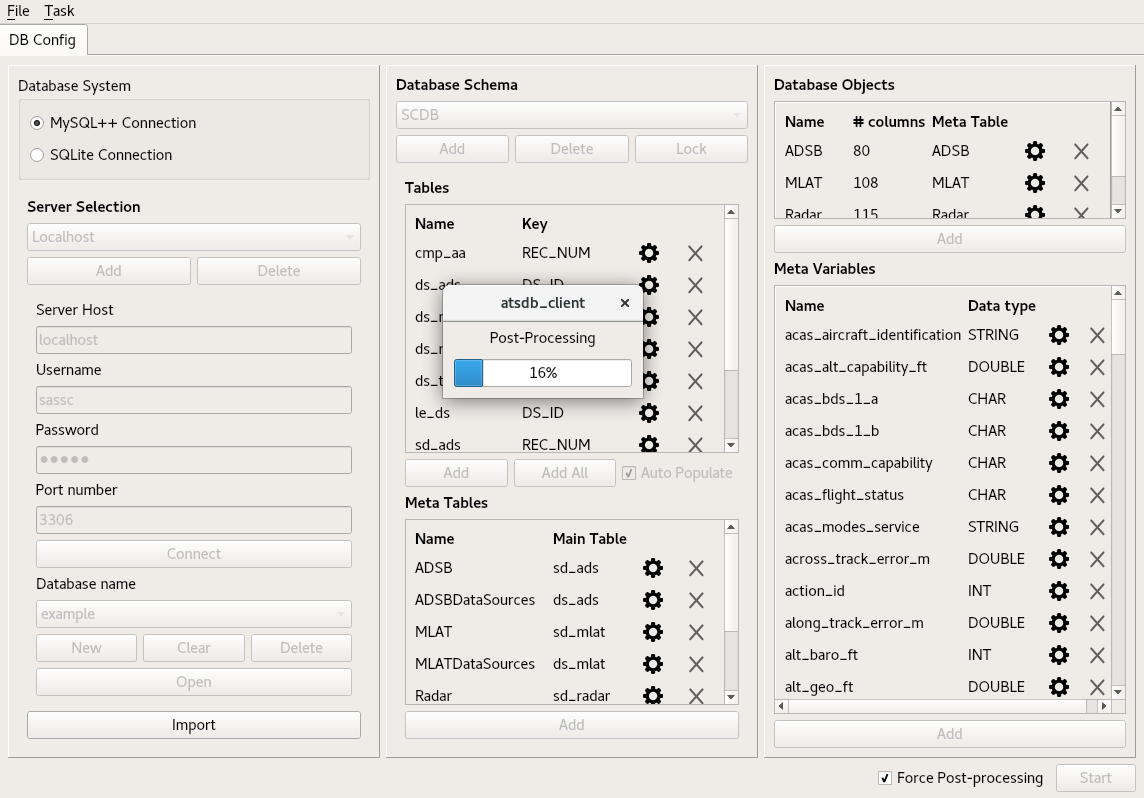 File Task
DB Config
Database System
MySQL++ Connection
SQLite Connection
Server Selection
Localhost
Add Delete
Server Host
localhost
Username
sassc
Password
●●●●●
Port number
3306
Connect
Database name
example
New Clear Delete
Open
Import
Database Schema
SCDB
Add Delete Lock
Tables
Name Key
cmp_aa REC_NUM
ds_ads DS_ID
ds_
ds_
ds_
le_ds DS_ID
sd_ads REC_NUM
Add Add All Auto Populate
Meta Tables
Name Main Table
ADSB sd_ads
ADSBDataSources ds_ads
MLAT sd_mlat
MLATDataSources ds_mlat
Radar sd_radar
Add
atsdb_client
Post-Processing
16%
Database Objects
Name # columns Meta Table
ADSB 80 ADSB
MLAT 108 MLAT
Radar 115 Radar
Add
Meta Variables
Name Data type
acas_aircraft_identification STRING
acas_alt_capability_ft DOUBLE
acas_bds_1_a CHAR
acas_bds_1_b CHAR
acas_comm_capability CHAR
acas_flight_status CHAR
acas_modes_service STRING
across_track_error_m DOUBLE
action_id INT
along_track_error_m DOUBLE
alt_baro_ft INT
alt_geo_ft DOUBLE
Add
Force Post-processing Start